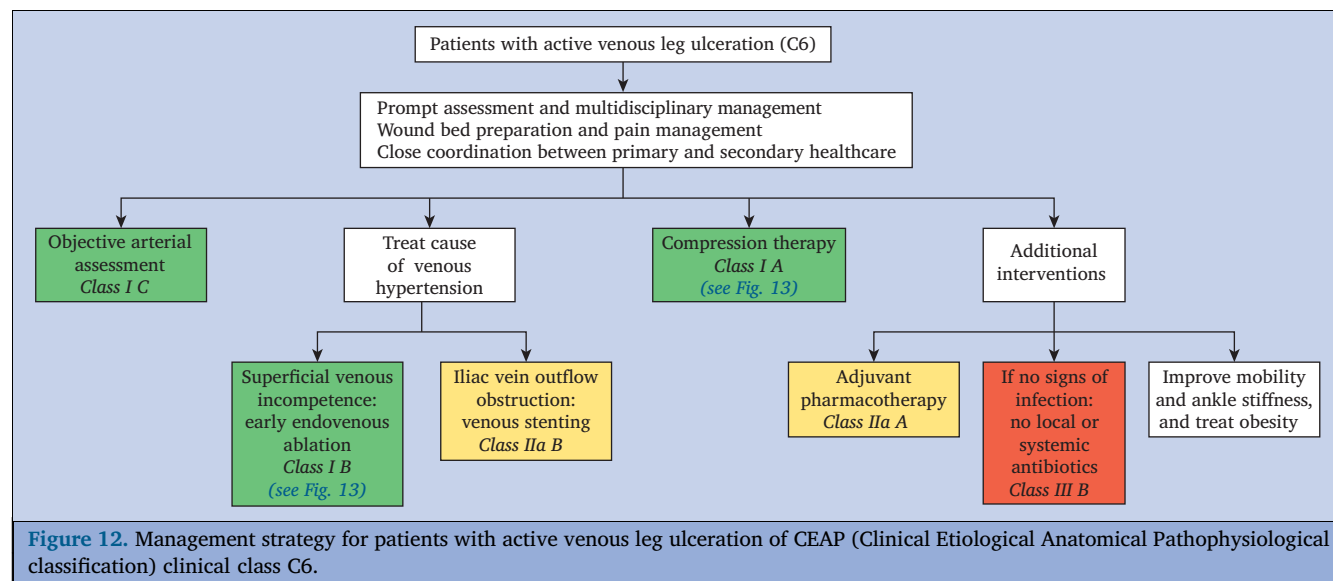 Patients with active venous leg ulceration (C6)
Prompt assessment and multidisciplinary management
Wound bed preparation and pain management
Close coordination between primary and secondary healthcare
Objective arterial
assessment
Class I C
Treat cause
of venous
hypertension
Compression therapy
Class I A
(see Fig. 13)
Additional
interventions
Superficial venous
incompetence:
early endovenous
ablation
Class I B
(see Fig. 13)
Iliac vein outflow
obstruction:
venous stenting
Class IIa B
Adjuvant
pharmacotherapy
Class IIa A
If no signs of
infection:
no local or
systemic
antibiotics
Class III B
Improve mobility
and ankle stiffness,
and treat obesity
Figure 12. Management strategy for patients with active venous leg ulceration of CEAP (Clinical Etiological Anatomical Pathophysiological
classification) clinical class C6.